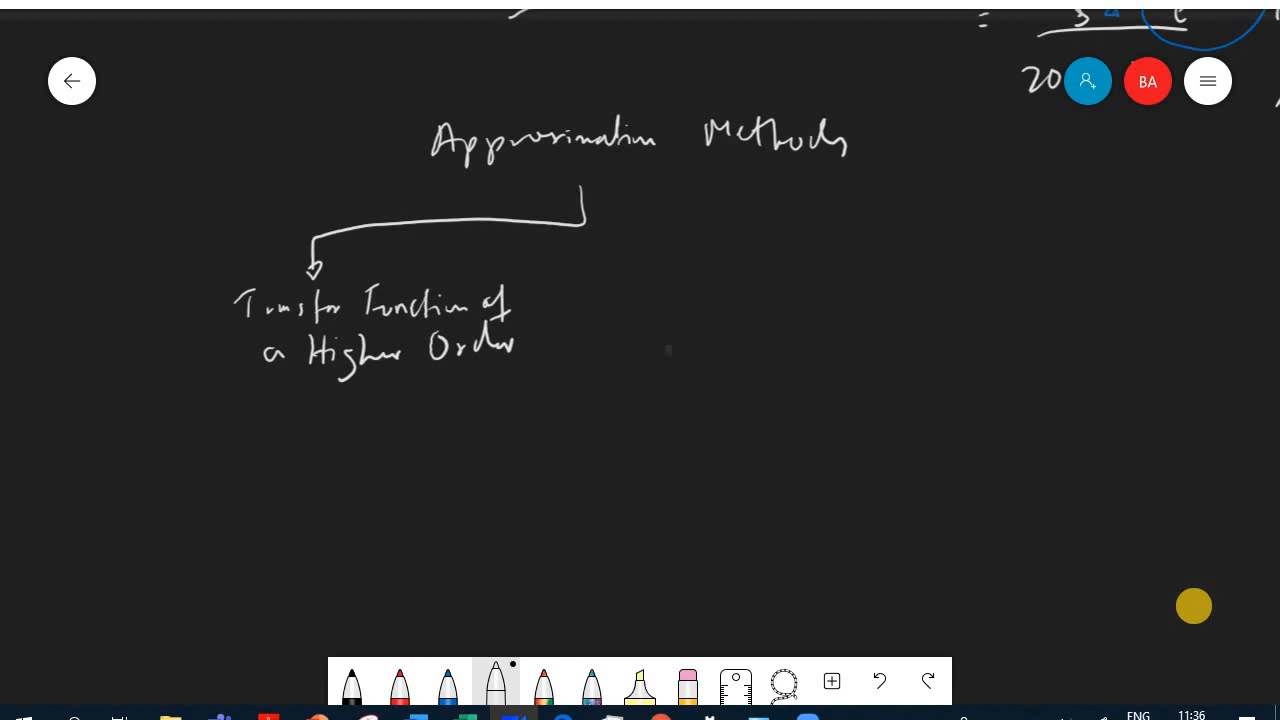 =
20
BA
Approximation Methods
Transfer Function of
a Higher Order
ENG
11:36